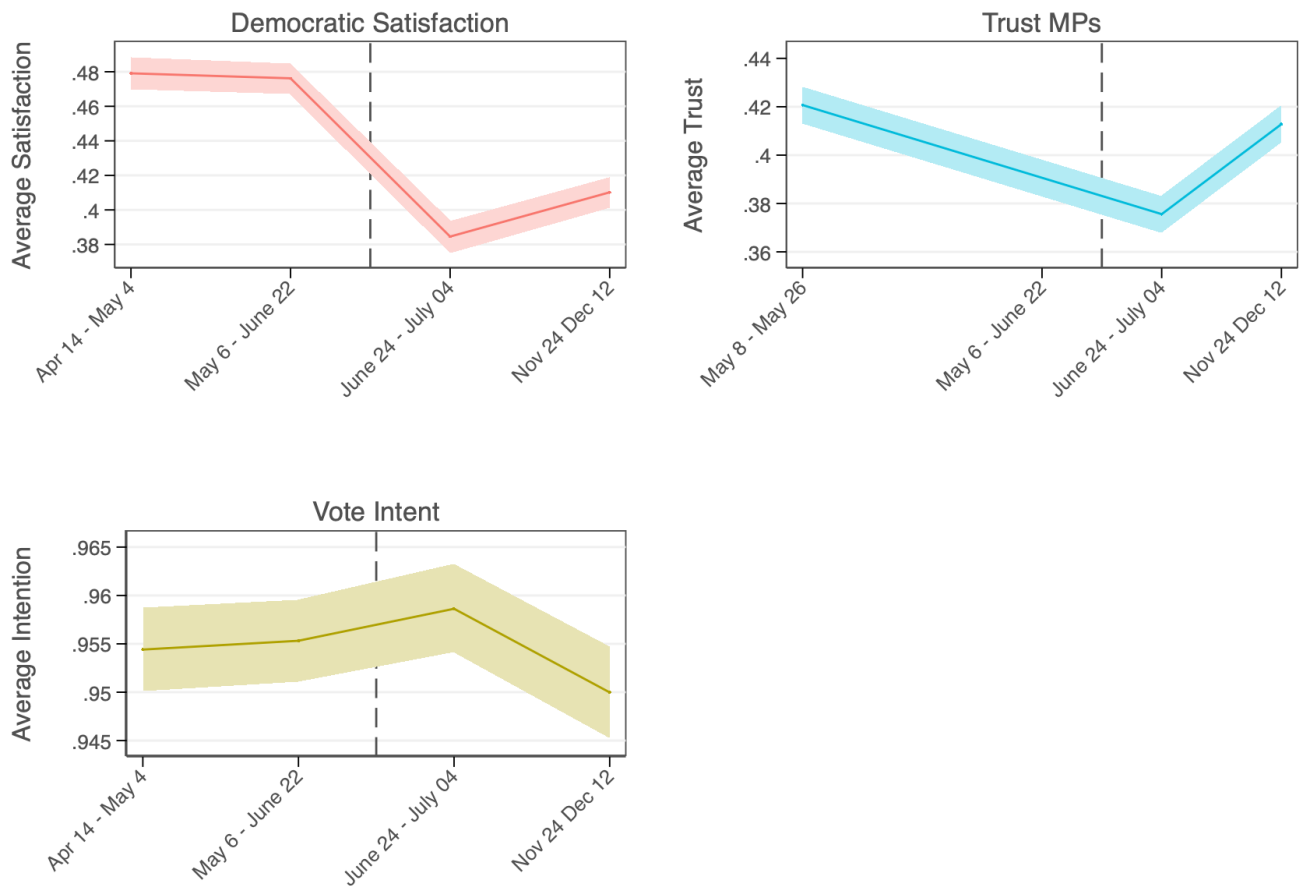 Democratic Satisfaction
Average Satisfaction
.48
.46
.44
.42
.4
.38
Apr 14 - May 4
May 6 - June 22
June 24 - July 04
Nov 24 Dec 12
Trust MPs
Average Trust
.44
.42
.4
.38
.36
May 8 - May 26
May 6 - June 22
June 24 - July 04
Nov 24 Dec 12
Vote Intent
Average Intention
.965
.96
.955
.95
.945
Apr 14 - May 4
May 6 - June 22
June 24 - July 04
Nov 24 Dec 12